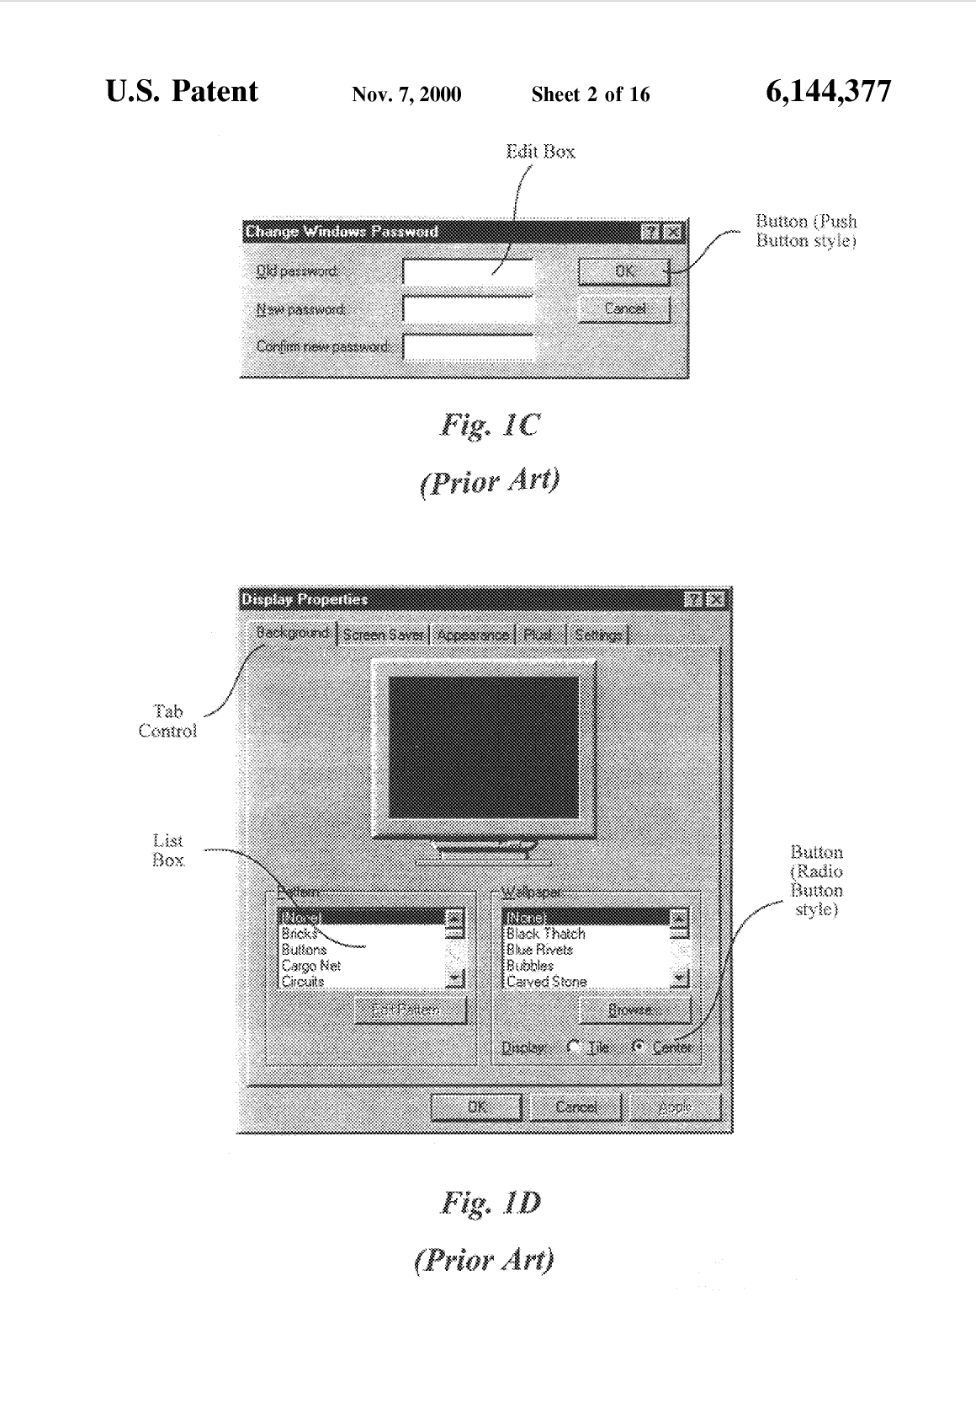 U.S. Patent Nov. 7, 2000 Sheet 2 of 16 6,144,377
Edit Box
Button (Push
Button style)
Change Windows Password
Old password:
OK
New password:
Cancel
Confirm new password:
Fig. 1C
(Prior Art)
Display Properties
Background Screen Saver Appearance Plus! Settings
Tab
Control
List
Box
Button
(Radio
Button
style)
Pattern Wallpaper
(None) (None)
Bricks Black Thatch
Buttons Blue Rivets
Cargo Net Bubbles
Circuits Carved Stone
Edit Pattern... Browse...
Display: Tile Center
OK Cancel Apply
Fig. 1D
(Prior Art)